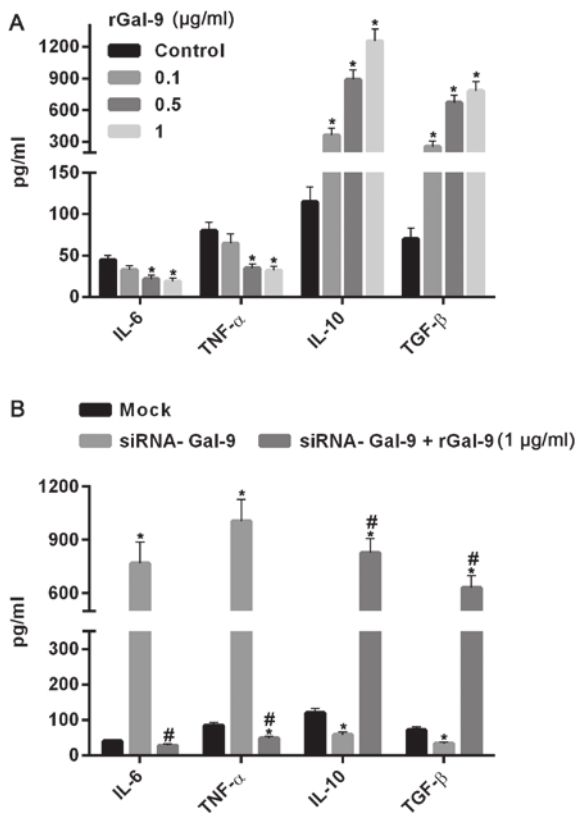 A
rGal-9 (µg/ml)
Control
0.1
0.5
1
pg/ml
1200
900
600
300
150
100
50
0
* * * * * * * * * *
IL-6 TNF-α IL-10 TGF-β
B
Mock
siRNA- Gal-9 siRNA- Gal-9 + rGal-9 (1 µg/ml)
pg/ml
1200
900
600
300
200
100
0
* # * # * * # * * # *
IL-6 TNF-α IL-10 TGF-β